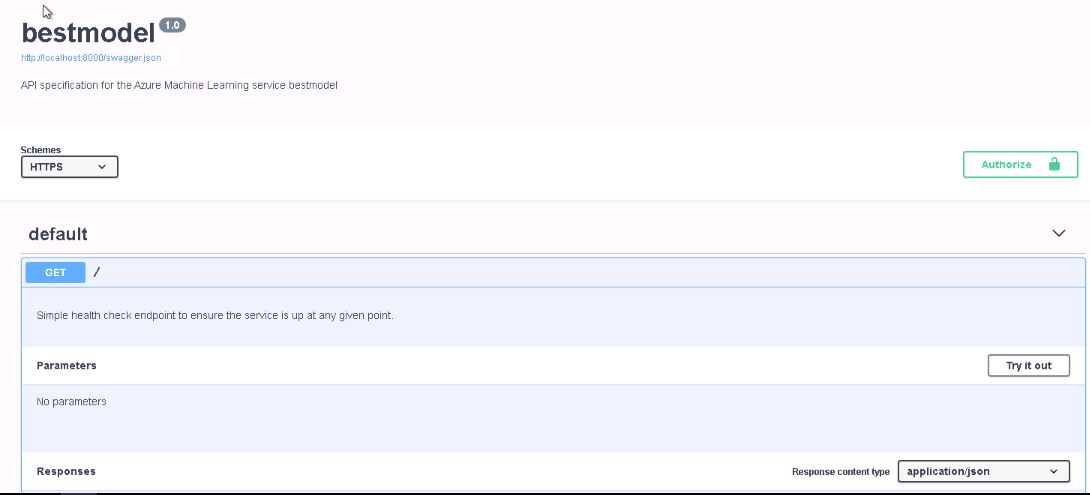 bestmodel 1.0
http://localhost:8000/swagger.json
API specification for the Azure Machine Learning service bestmodel
Schemes
HTTPS
Authorize
default
GET /
Simple health check endpoint to ensure the service is up at any given point.
Parameters
Try it out
No parameters
Responses
Response content type application/json